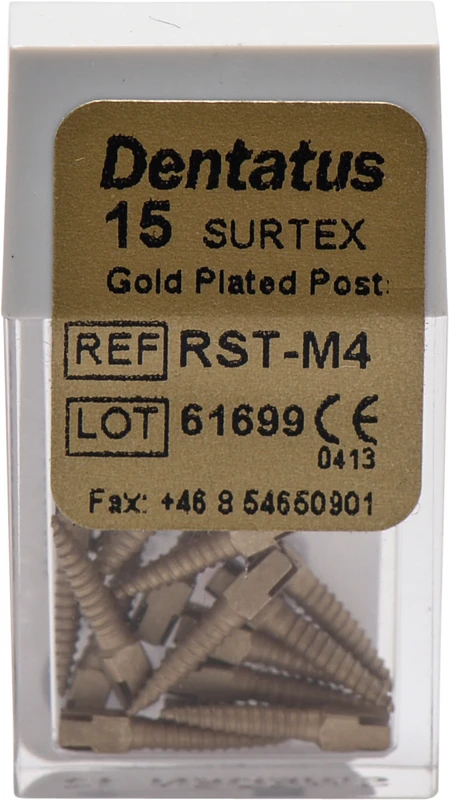 Dentatus
15 SURTEX
Gold Plated Post
REF RST-M4
LOT 61699 CE
0413
Fax: +46 8 54650901